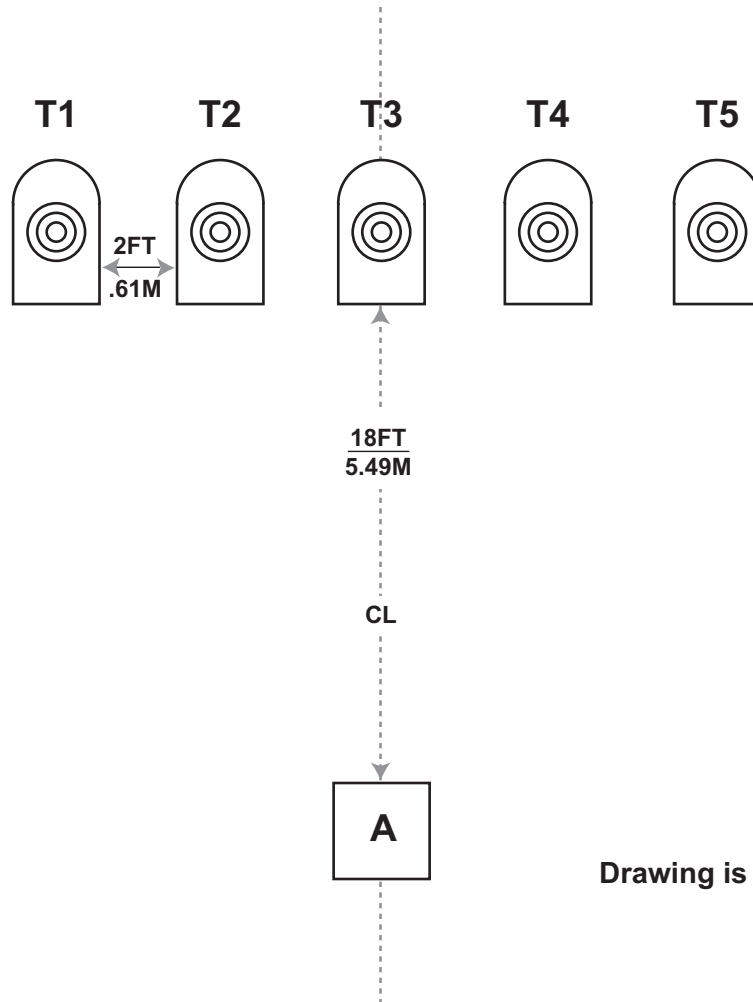 T1 T2 T3 T4 T5
2FT
.61M
18FT
5.49M
CL
A
Drawing is